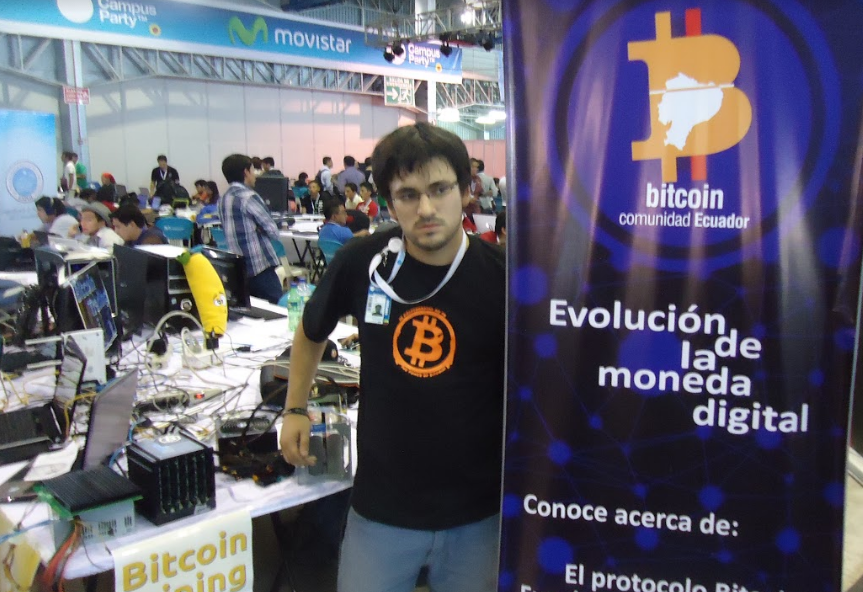 Campus
Party
movistar
Campus
Party
bitcoin
comunidad Ecuador
Evolución
de
la
moneda
digital
Conoce acerca de:
El protocolo
Bitcoin